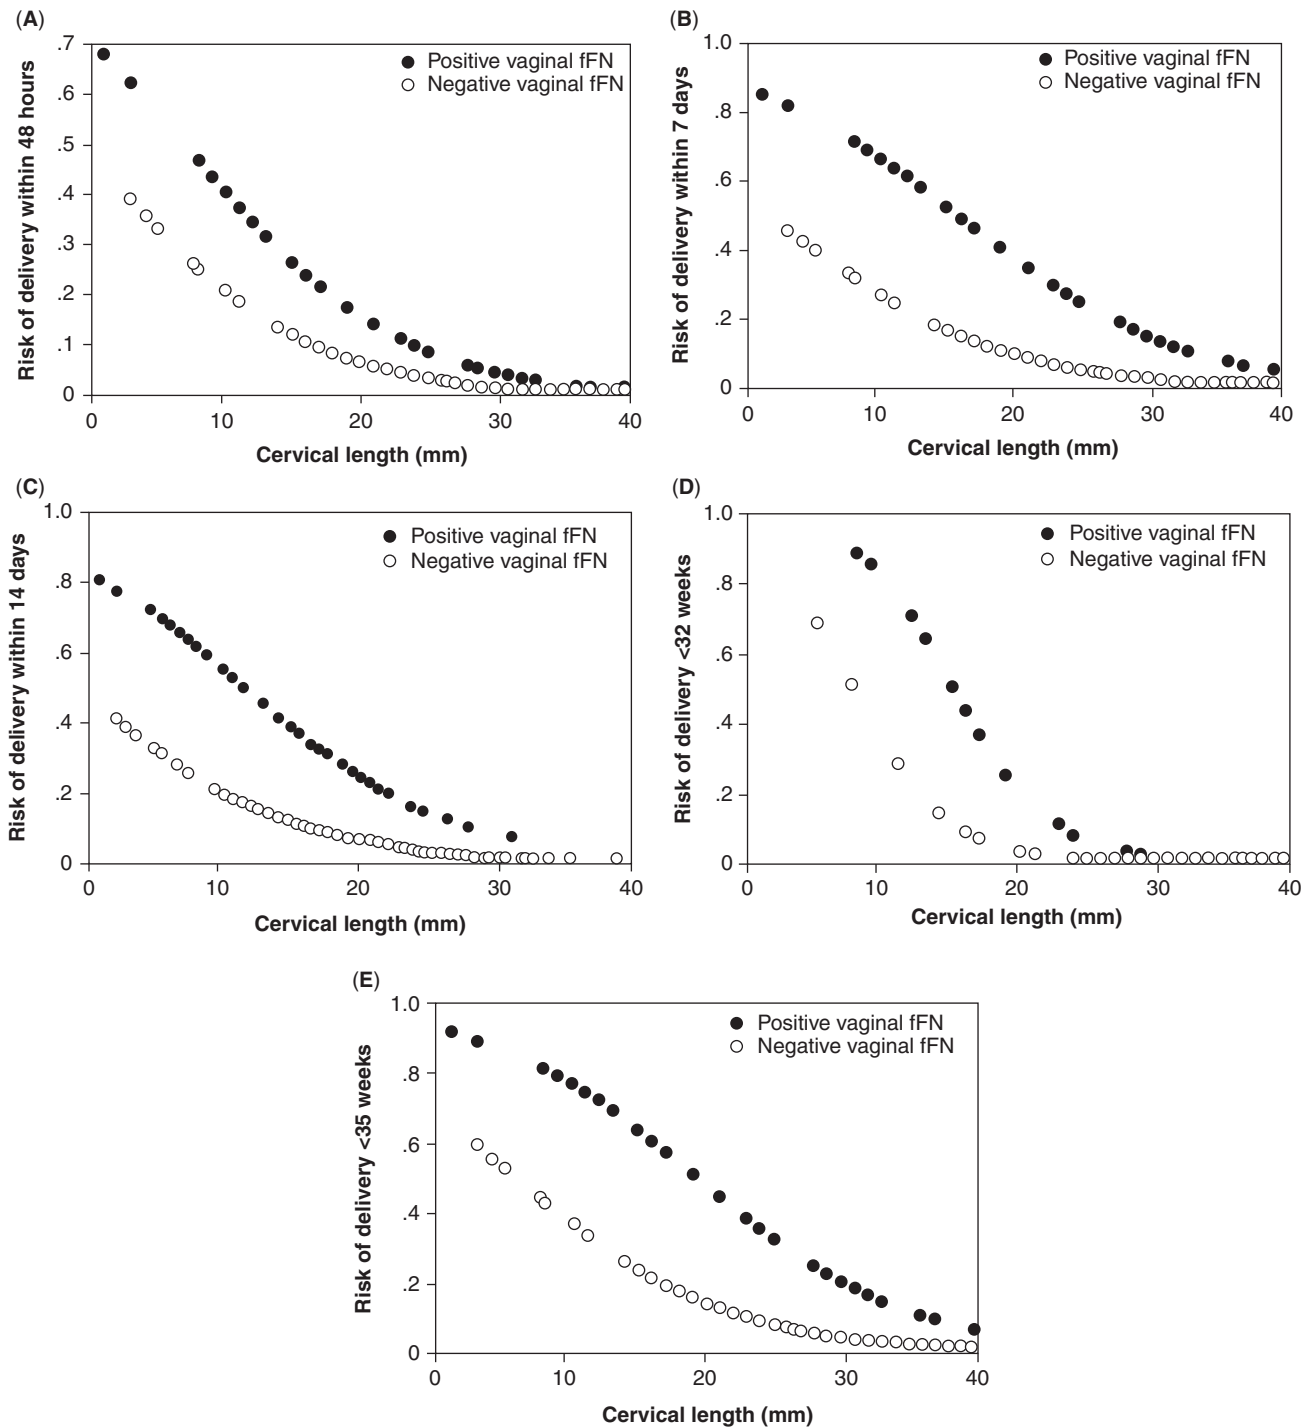 (A)
.7
.6
.5
.4
.3
.2
.1
0
0 10 20 30 40
Risk of delivery within 48 hours
Cervical length (mm)
Positive vaginal fFN
Negative vaginal fFN
(B)
1.0
.8
.6
.4
.2
0
0 10 20 30 40
Risk of delivery within 7 days
Cervical length (mm)
Positive vaginal fFN
Negative vaginal fFN
(C)
1.0
.8
.6
.4
.2
0
0 10 20 30 40
Risk of delivery within 14 days
Cervical length (mm)
Positive vaginal fFN
Negative vaginal fFN
(D)
1.0
.8
.6
.4
.2
0
0 10 20 30 40
Risk of delivery <32 weeks
Cervical length (mm)
Positive vaginal fFN
Negative vaginal fFN
(E)
1.0
.8
.6
.4
.2
0
0 10 20 30 40
Risk of delivery <35 weeks
Cervical length (mm)
Positive vaginal fFN
Negative vaginal fFN